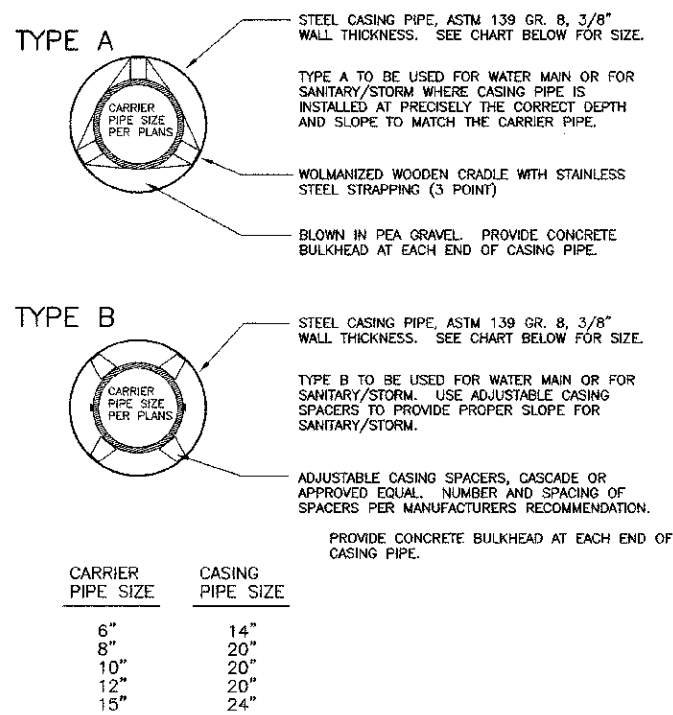 TYPE A
STEEL CASING PIPE, ASTM 139 GR. 8, 3/8"
WALL THICKNESS. SEE CHART BELOW FOR SIZE.
TYPE A TO BE USED FOR WATER MAIN OR FOR
SANITARY/STORM WHERE CASING PIPE IS
INSTALLED AT PRECISELY THE CORRECT DEPTH
AND SLOPE TO MATCH THE CARRIER PIPE.
CARRIER
PIPE SIZE
PER PLANS
WOLMANIZED WOODEN CRADLE WITH STAINLESS
STEEL STRAPPING (3 POINT)
BLOWN IN PEA GRAVEL. PROVIDE CONCRETE
BULKHEAD AT EACH END OF CASING PIPE.
TYPE B
STEEL CASING PIPE, ASTM 139 GR. 8, 3/8"
WALL THICKNESS. SEE CHART BELOW FOR SIZE.
TYPE B TO BE USED FOR WATER MAIN OR FOR
SANITARY/STORM. USE ADJUSTABLE CASING
SPACERS TO PROVIDE PROPER SLOPE FOR
SANITARY/STORM.
CARRIER
PIPE SIZE
PER PLANS
ADJUSTABLE CASING SPACERS, CASCADE OR
APPROVED EQUAL. NUMBER AND SPACING OF
SPACERS PER MANUFACTURERS RECOMMENDATION.
PROVIDE CONCRETE BULKHEAD AT EACH END OF
CASING PIPE.
CARRIER CASING
PIPE SIZE PIPE SIZE
6" 14"
8" 20"
10" 20"
12" 20"
15" 24"